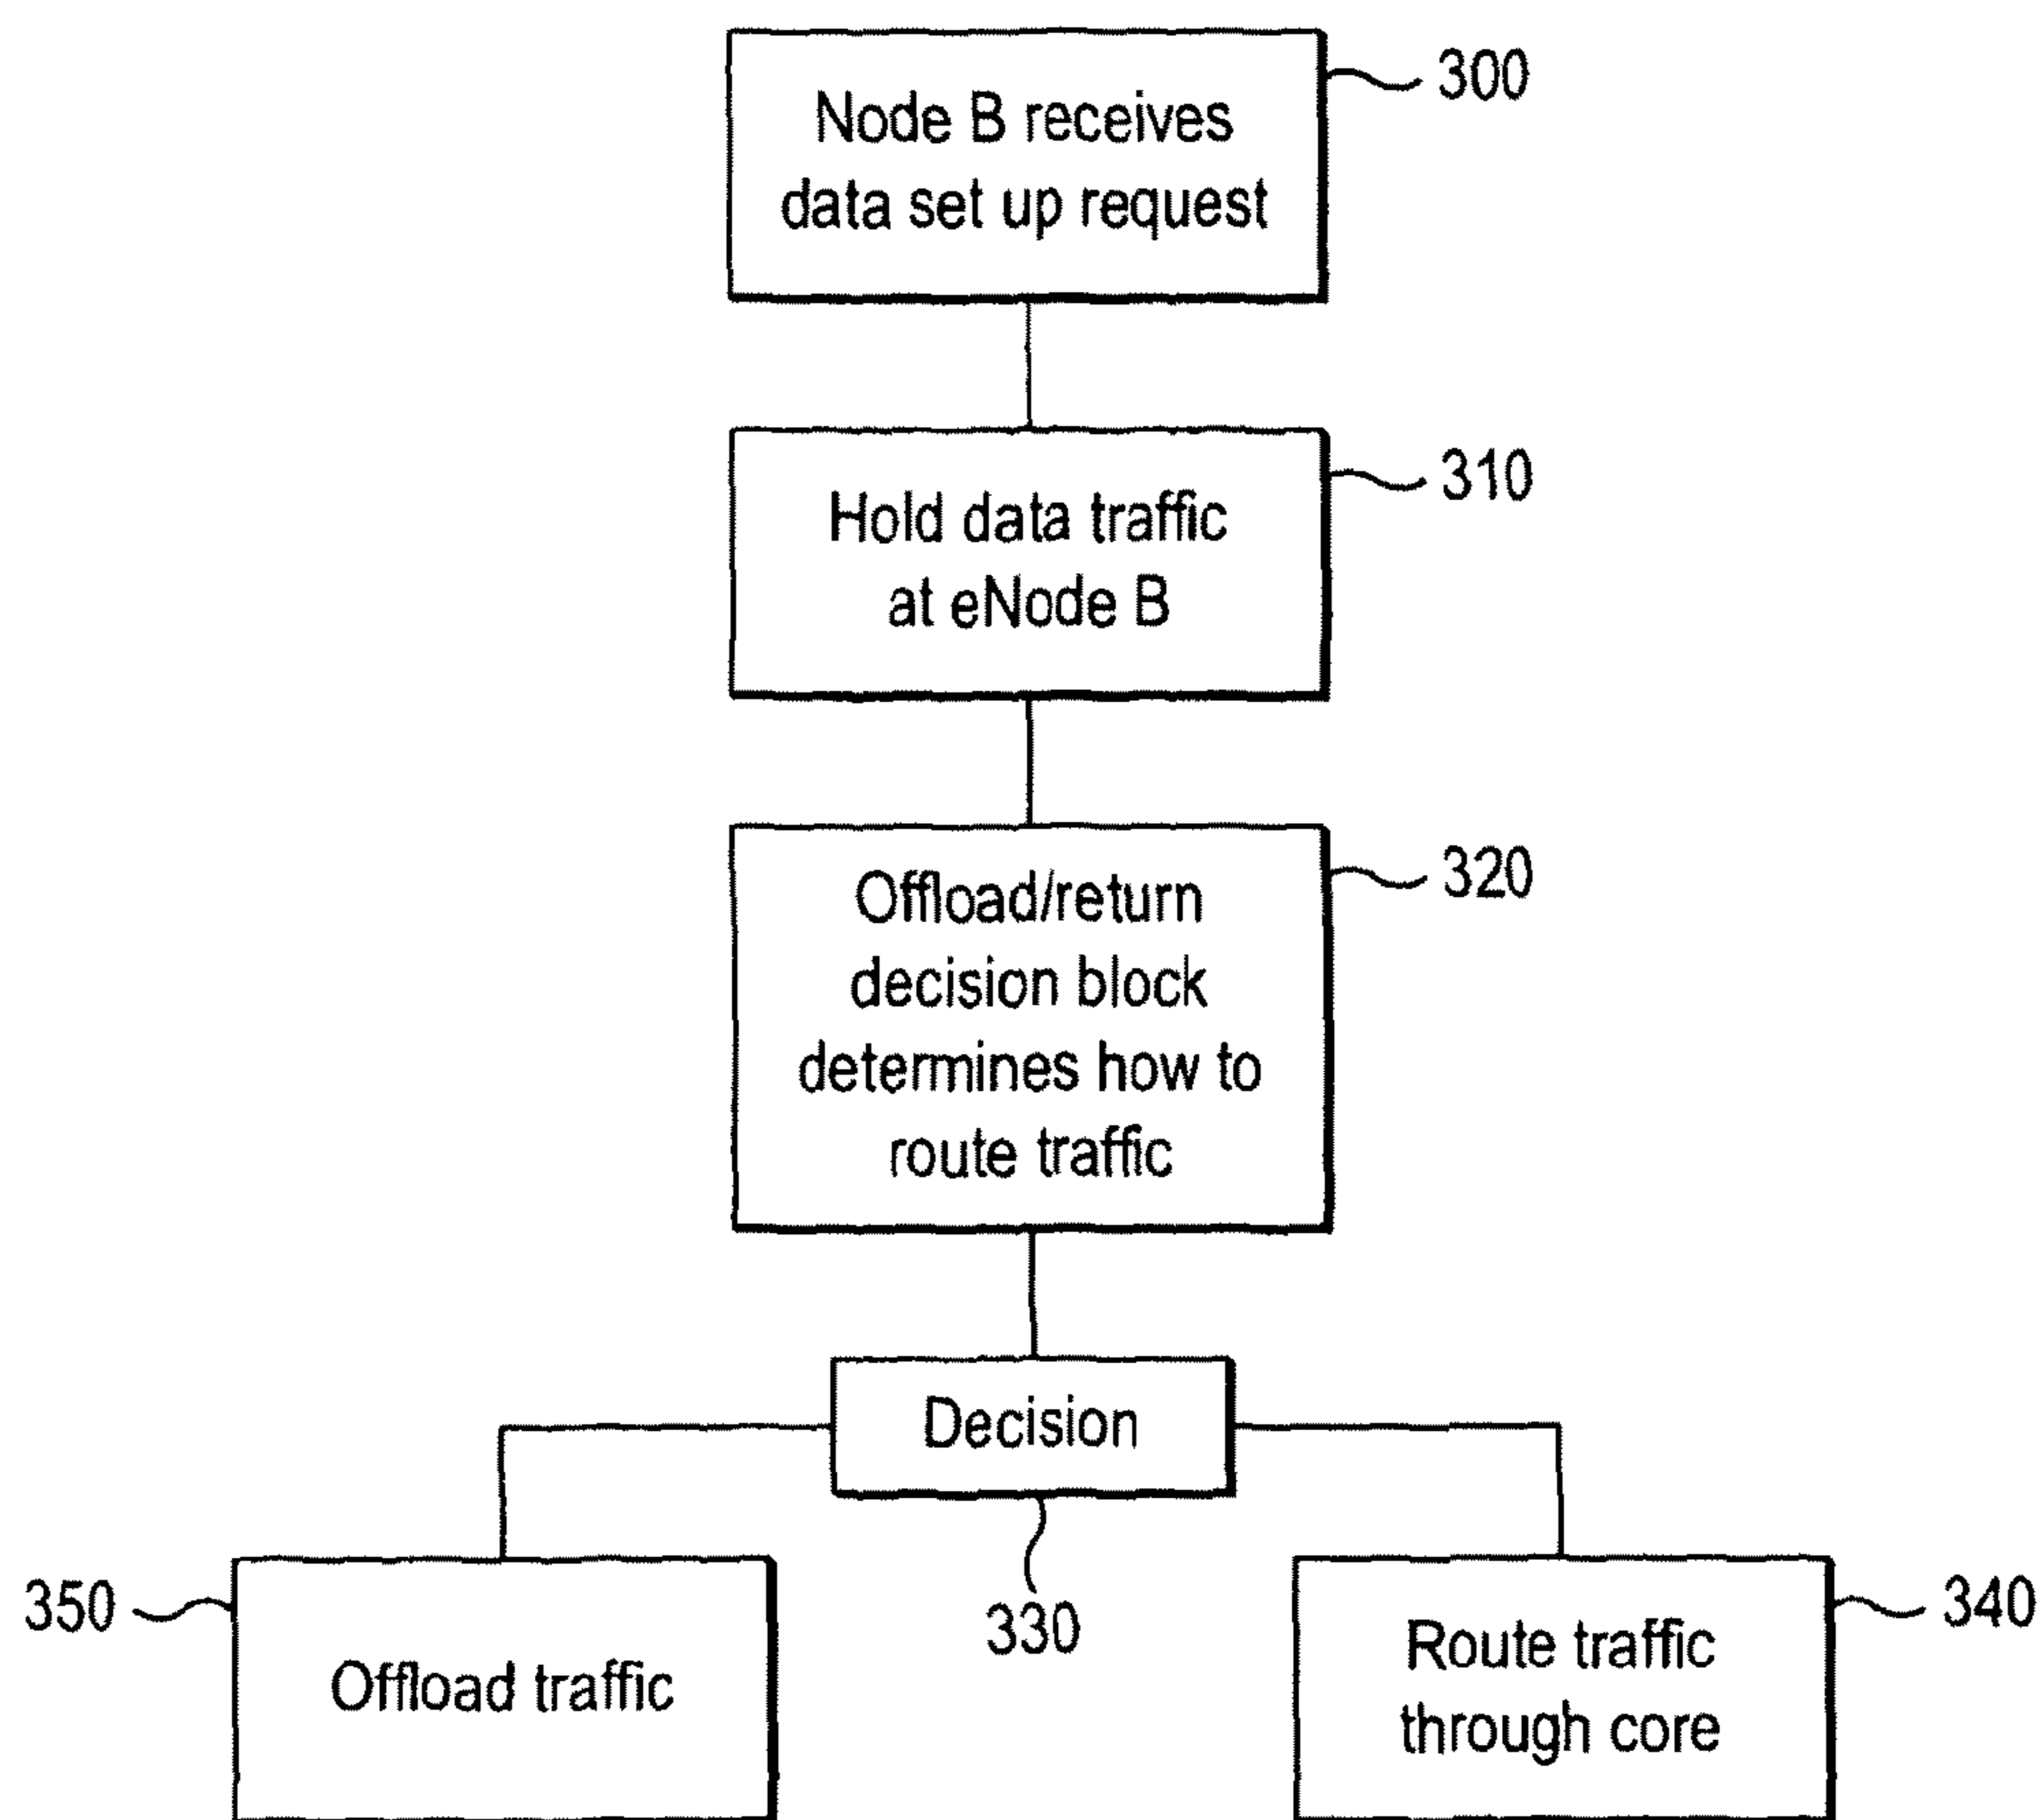 Node B receives
data set up request
300
Hold data traffic
at eNode B
310
Offload/return
decision block
determines how to
route traffic
320
Decision
330
350
Offload traffic
Route traffic
through core
340